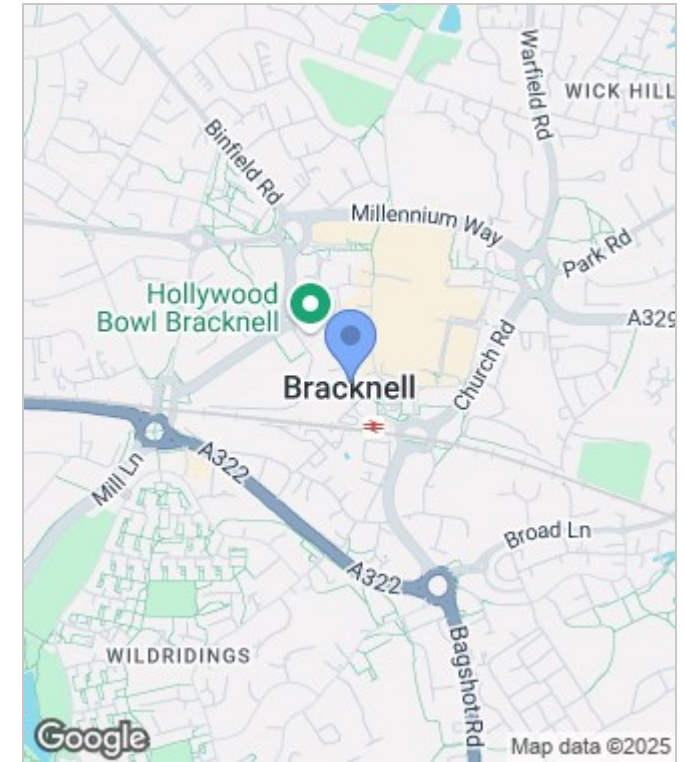 Warfield Rd
WICK HILL
Binfield Rd
Millennium Way
Park Rd
Hollywood
Bowl Bracknell
A329
Church Rd
Bracknell
A322
Mill Ln
Broad Ln
A322
WILDRIDINGS
Bagshot Rd
Google
Map data ©2025